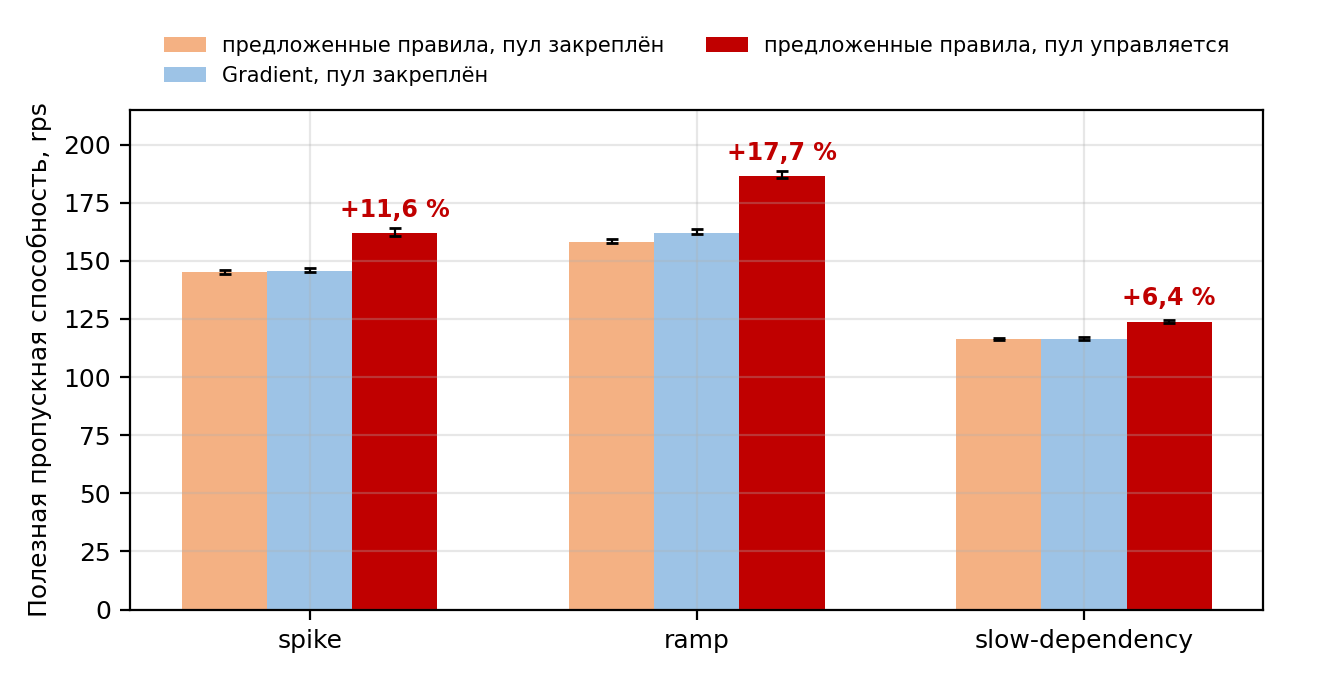 предложенные правила, пул закреплён
предложенные правила, пул управляется
Gradient, пул закреплён
Полезная пропускная способность, rps
200
175
150
125
100
75
50
25
0
+11,6 %
+17,7 %
+6,4 %
spike
ramp
slow-dependency